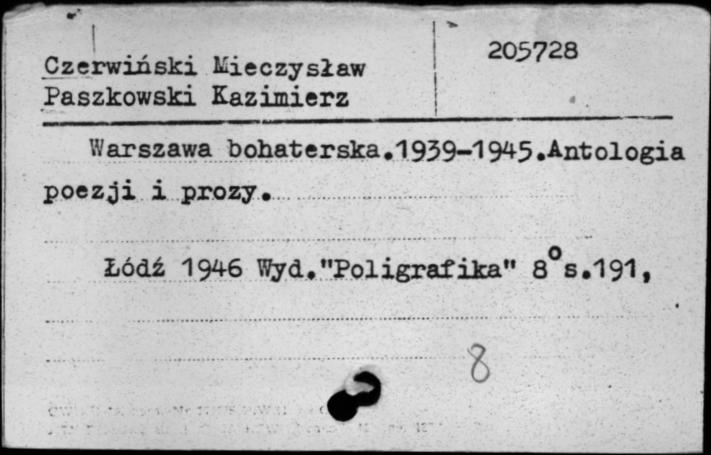 205728
Czerwiński Mieczysław
Paszkowski Kazimierz
Warszawa bohaterska.1939-1945.Antologia
poezji i prozy.
Łódź 1946 Wyd."Poligrafika" 8° s.191,
8